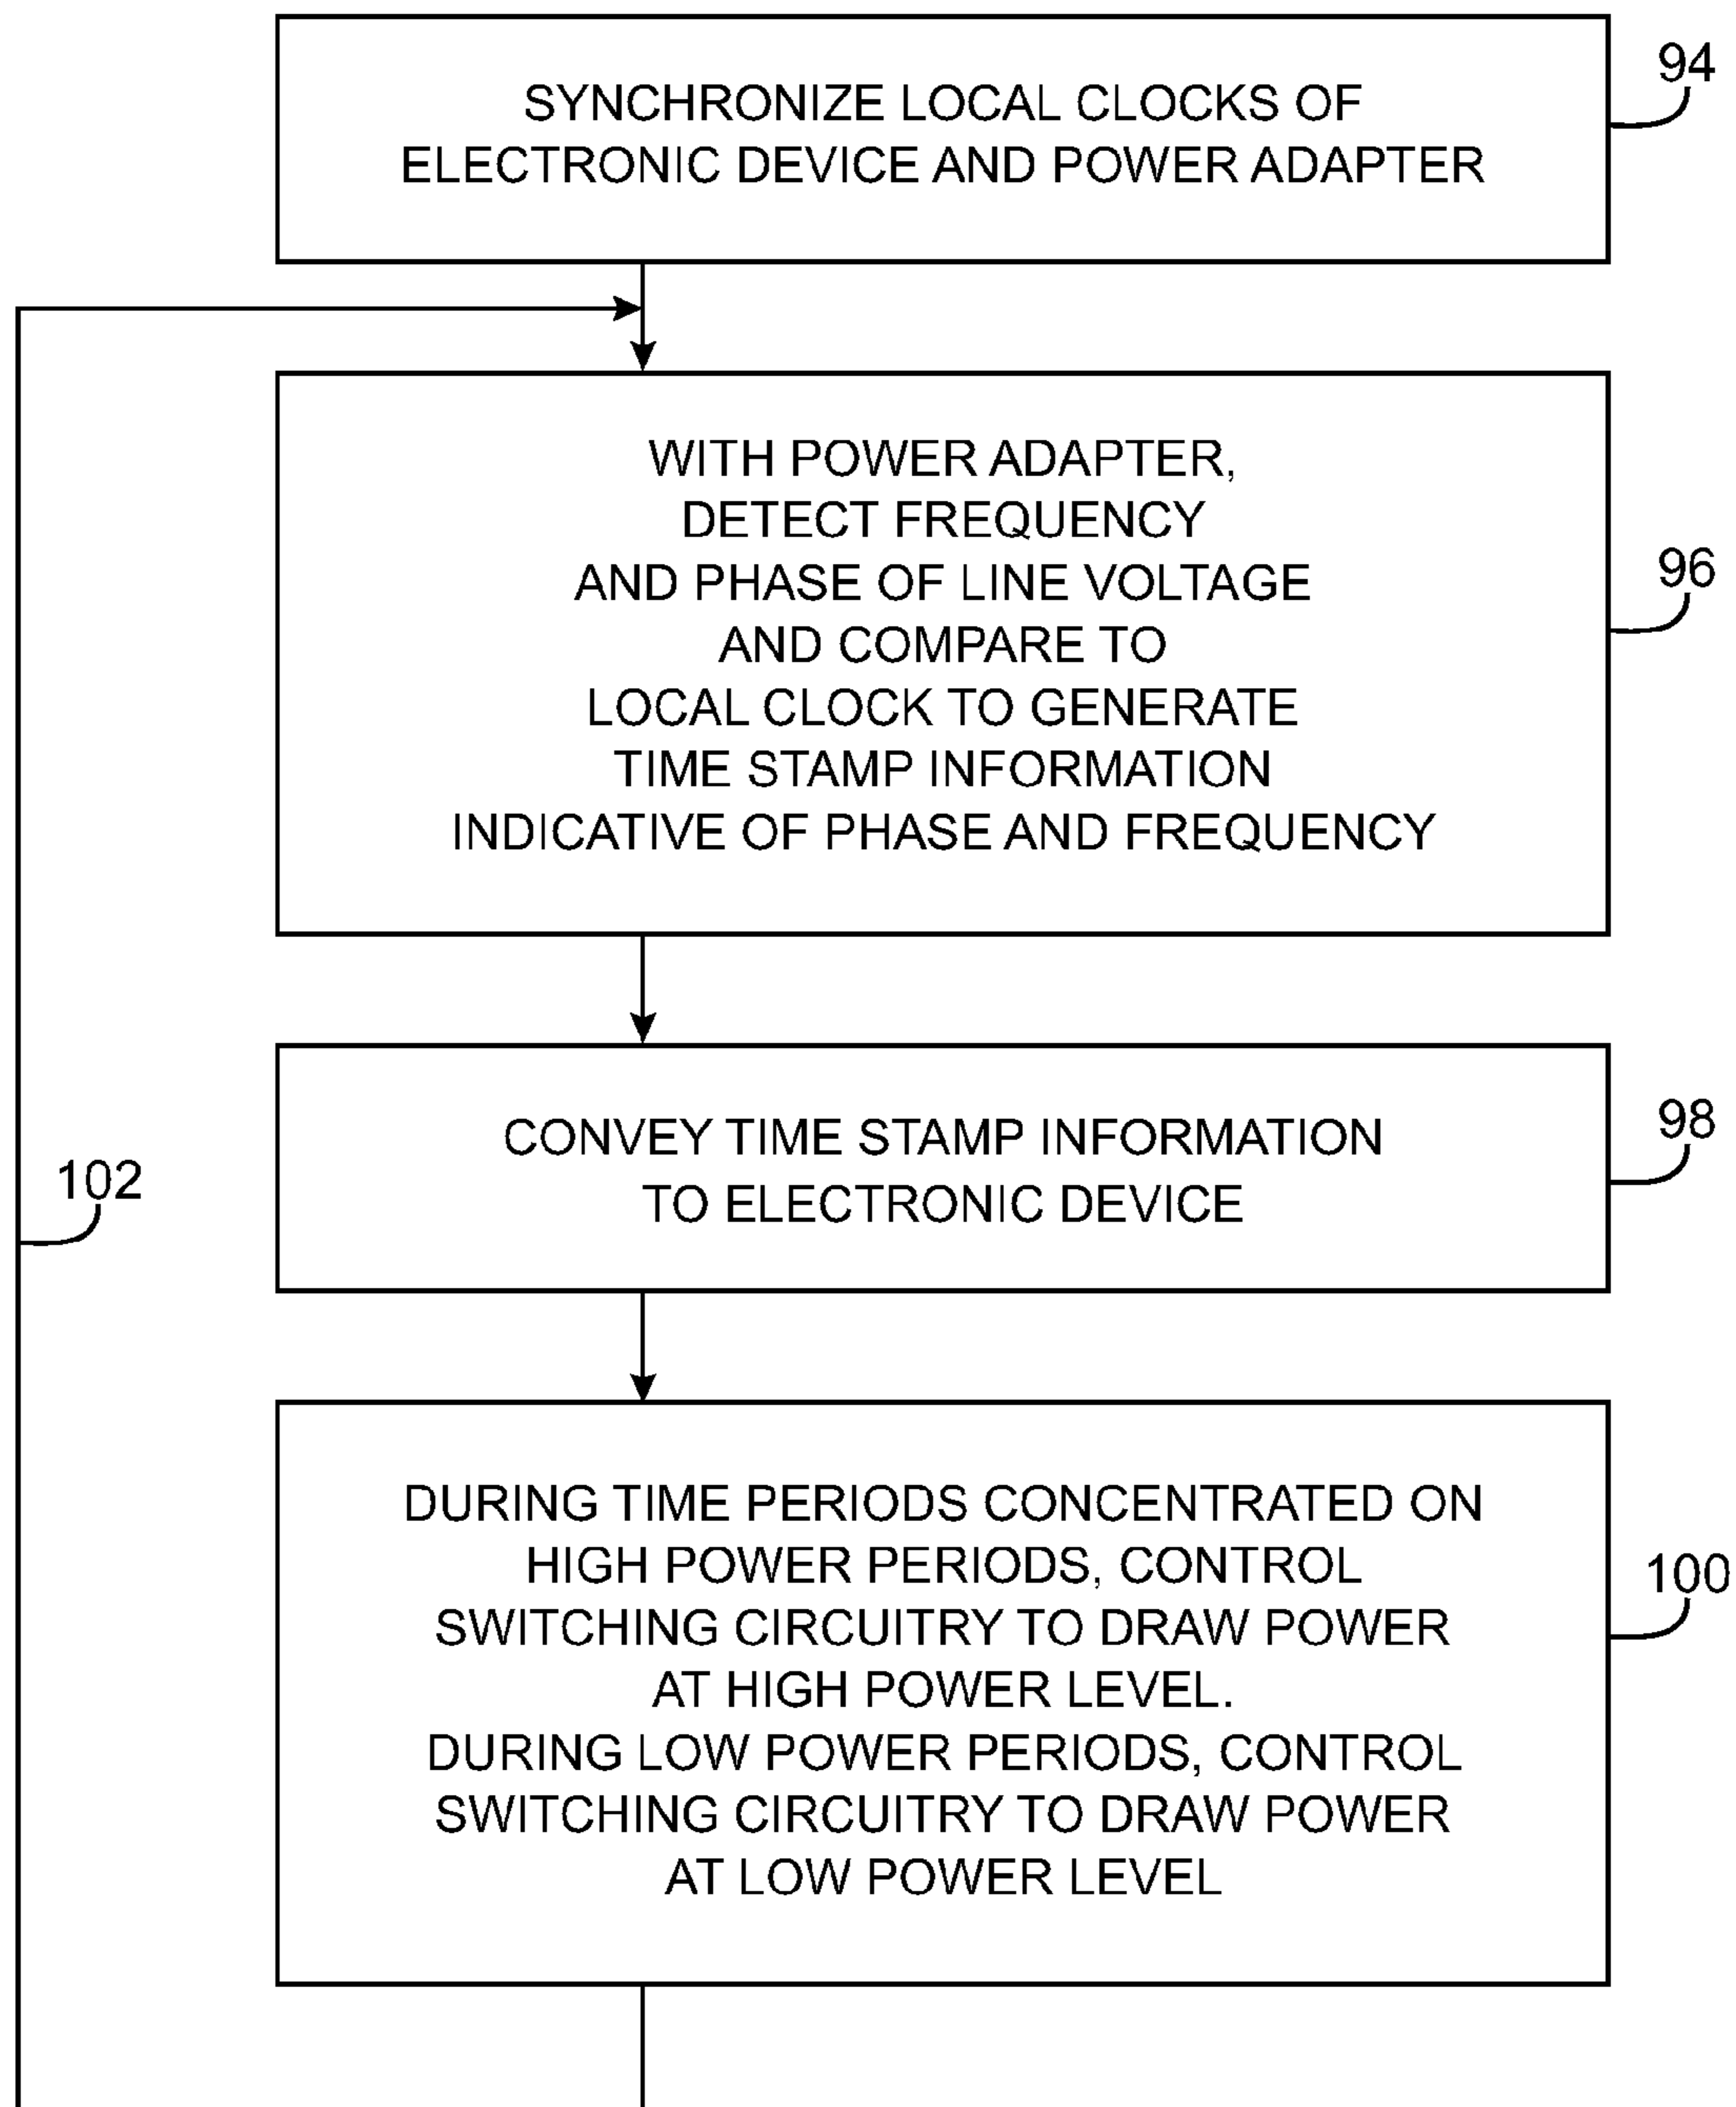 SYNCHRONIZE LOCAL CLOCKS OF
ELECTRONIC DEVICE AND POWER ADAPTER
94
WITH POWER ADAPTER,
DETECT FREQUENCY
AND PHASE OF LINE VOLTAGE
AND COMPARE TO
LOCAL CLOCK TO GENERATE
TIME STAMP INFORMATION
INDICATIVE OF PHASE AND FREQUENCY
96
CONVEY TIME STAMP INFORMATION
TO ELECTRONIC DEVICE
98
102
DURING TIME PERIODS CONCENTRATED ON
HIGH POWER PERIODS, CONTROL
SWITCHING CIRCUITRY TO DRAW POWER
AT HIGH POWER LEVEL.
DURING LOW POWER PERIODS, CONTROL
SWITCHING CIRCUITRY TO DRAW POWER
AT LOW POWER LEVEL
100